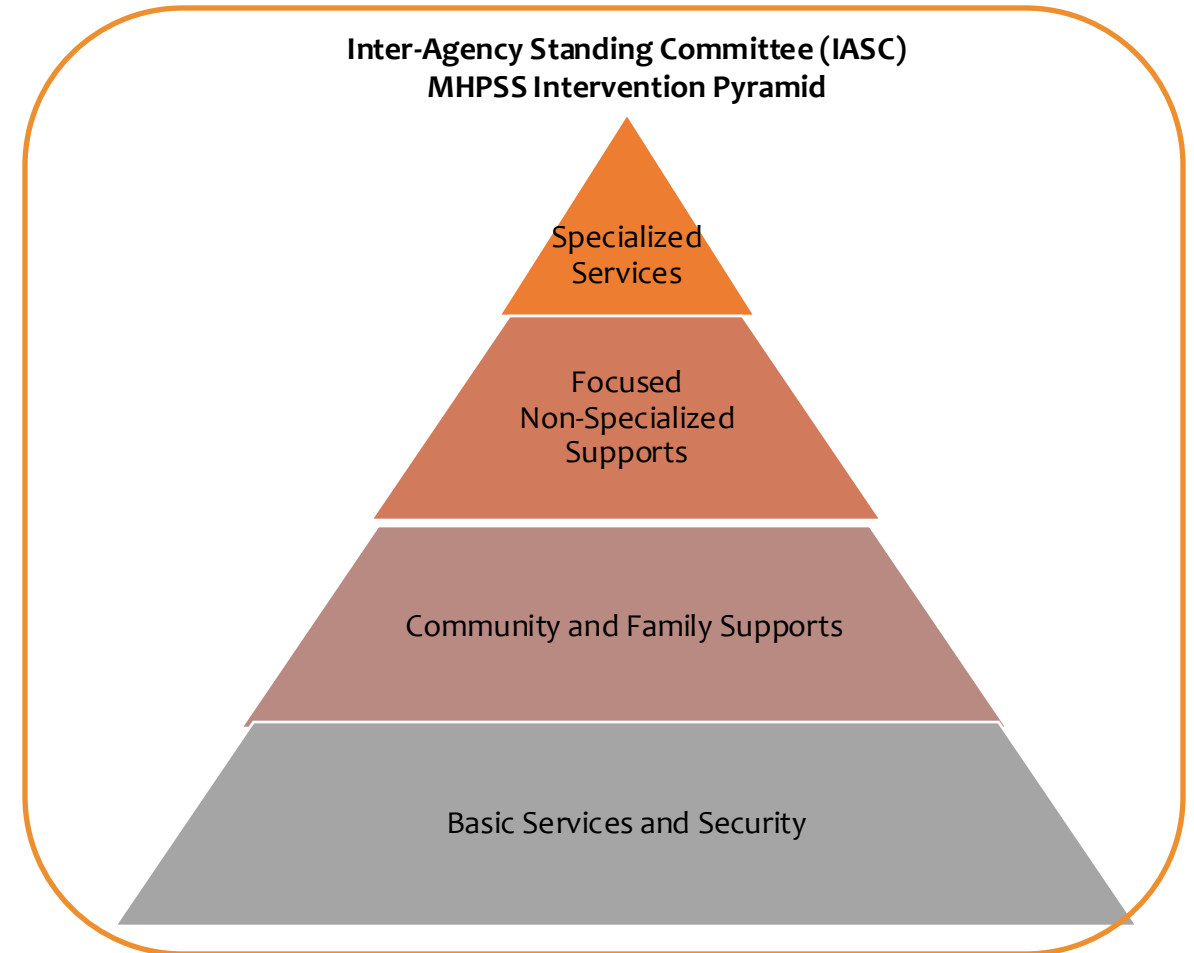 Inter-Agency Standing Committee (IASC)
MHPSS Intervention Pyramid
Specialized
Services
Focused
Non-Specialized
Supports
Community and Family Supports
Basic Services and Security